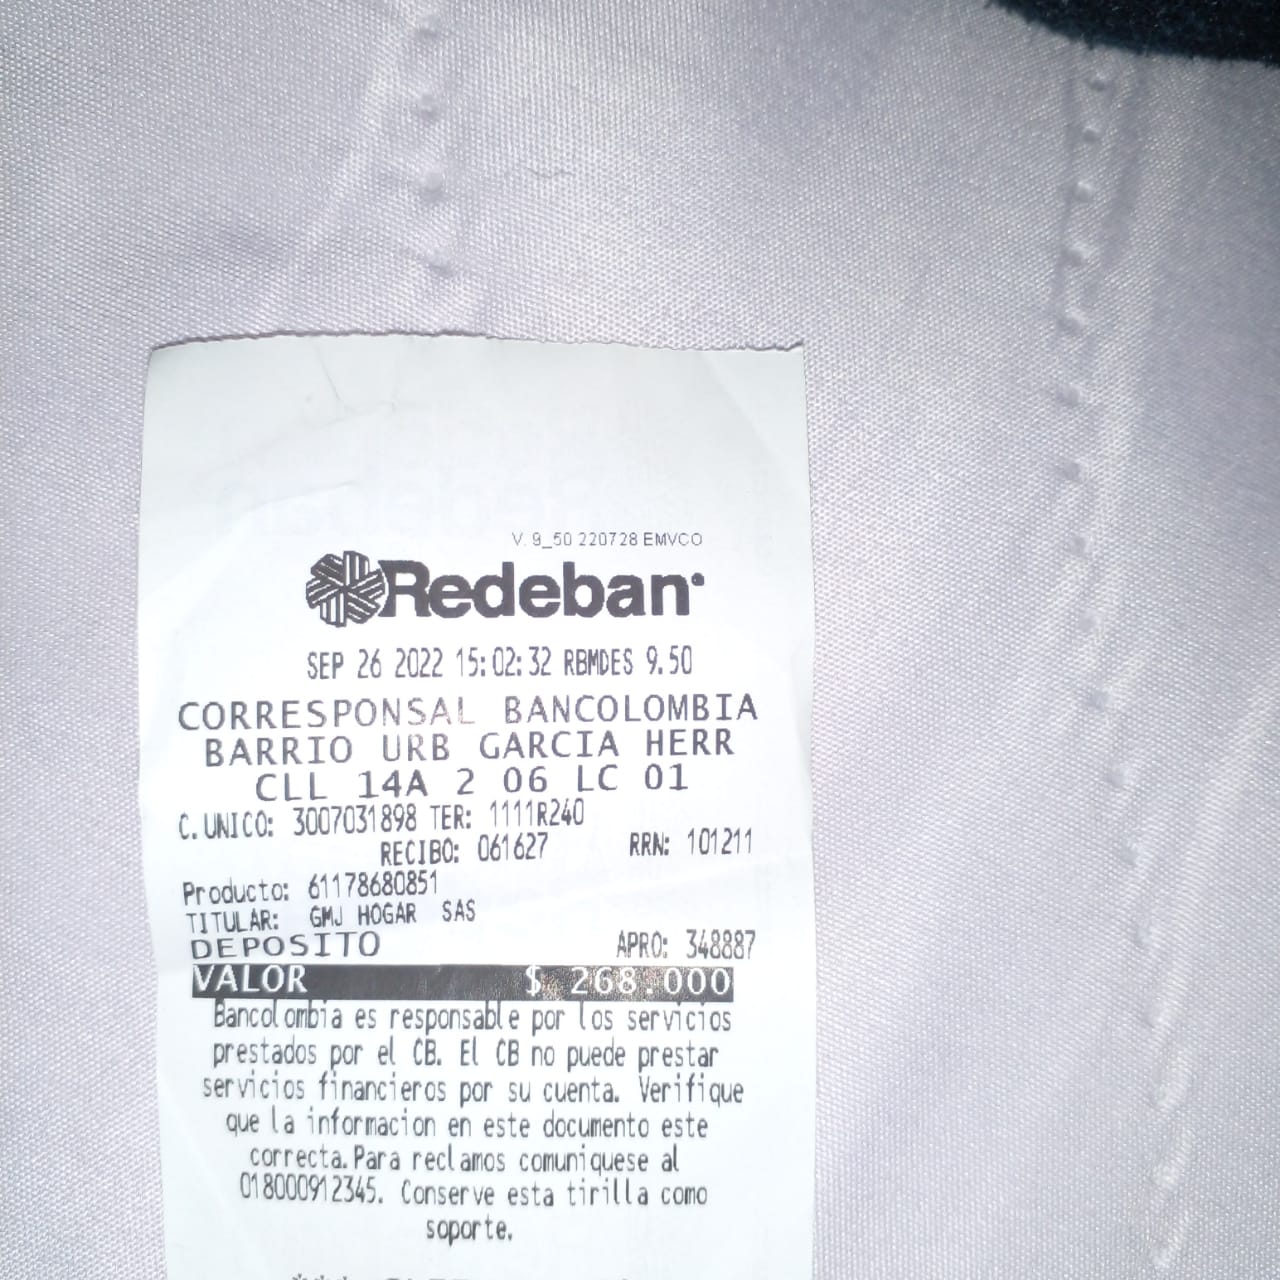 V. 9_50 220728 EMVCO
Redeban
SEP 26 2022 15:02:32 RBMDES 9.50
CORRESPONSAL BANCOLOMBIA
BARRIO URB GARCIA HERR
CLL 14A 2 06 LC 01
C. UNICO: 3007031898 TER: 1111R240
RECIBO: 061627 RRN: 101211
Producto: 61178680851
TITULAR: GMJ HOGAR SAS
DEPOSITO APRO: 348887
VALOR $ 268.000
Bancolombia es responsable por los servicios
prestados por el CB. El CB no puede prestar
servicios financieros por su cuenta. Verifique
que la informacion en este documento este
correcta. Para reclamos comuniquese al
018000912345. Conserve esta tirilla como
soporte.